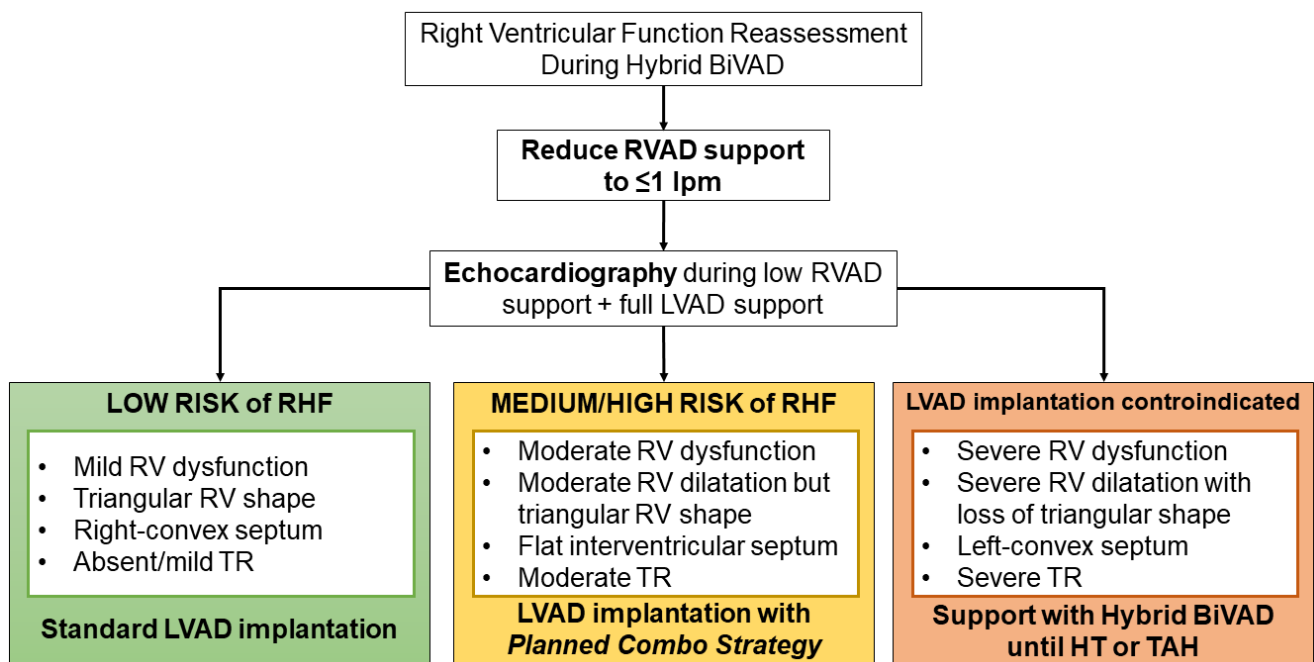 Right Ventricular Function Reassessment
During Hybrid BiVAD
Reduce RVAD support
to ≤1 lpm
Echocardiography during low RVAD
support + full LVAD support
LOW RISK of RHF
• Mild RV dysfunction
• Triangular RV shape
• Right-convex septum
• Absent/mild TR
Standard LVAD implantation
MEDIUM/HIGH RISK of RHF
• Moderate RV dysfunction
• Moderate RV dilatation but
triangular RV shape
• Flat interventricular septum
• Moderate TR
LVAD implantation with
Planned Combo Strategy
LVAD implantation controindicated
• Severe RV dysfunction
• Severe RV dilatation with
loss of triangular shape
• Left-convex septum
• Severe TR
Support with Hybrid BiVAD
until HT or TAH